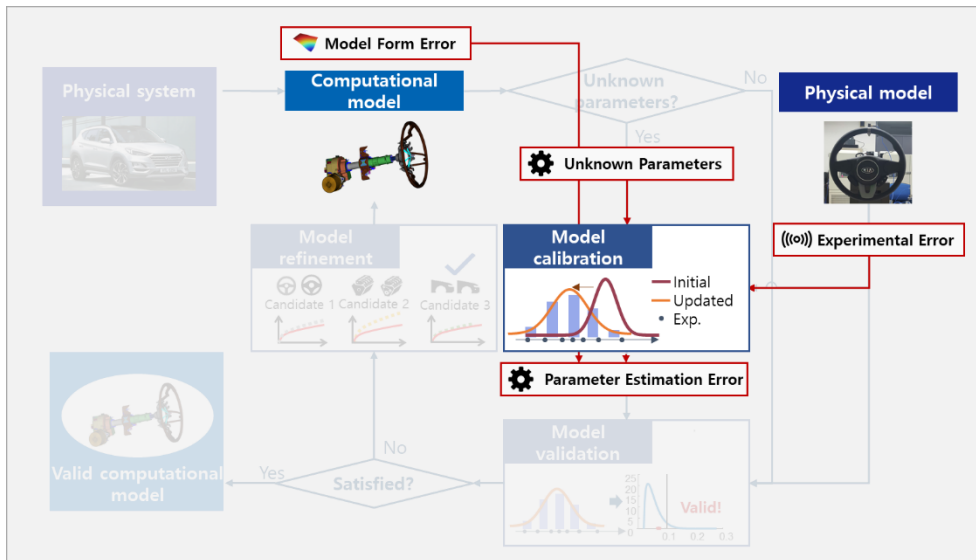 Model Form Error
Physical system
Computational
model
Unknown
parameters?
No
Physical model
Yes
Unknown Parameters
Experimental Error
Model
refinement
Candidate 1
Candidate 2
Candidate 3
Model
calibration
Initial
Updated
Exp.
Parameter Estimation Error
Valid computational
model
Yes
Satisfied?
No
Model
validation
25
20
15
10
5
0
0.1
0.2
0.3
Valid!